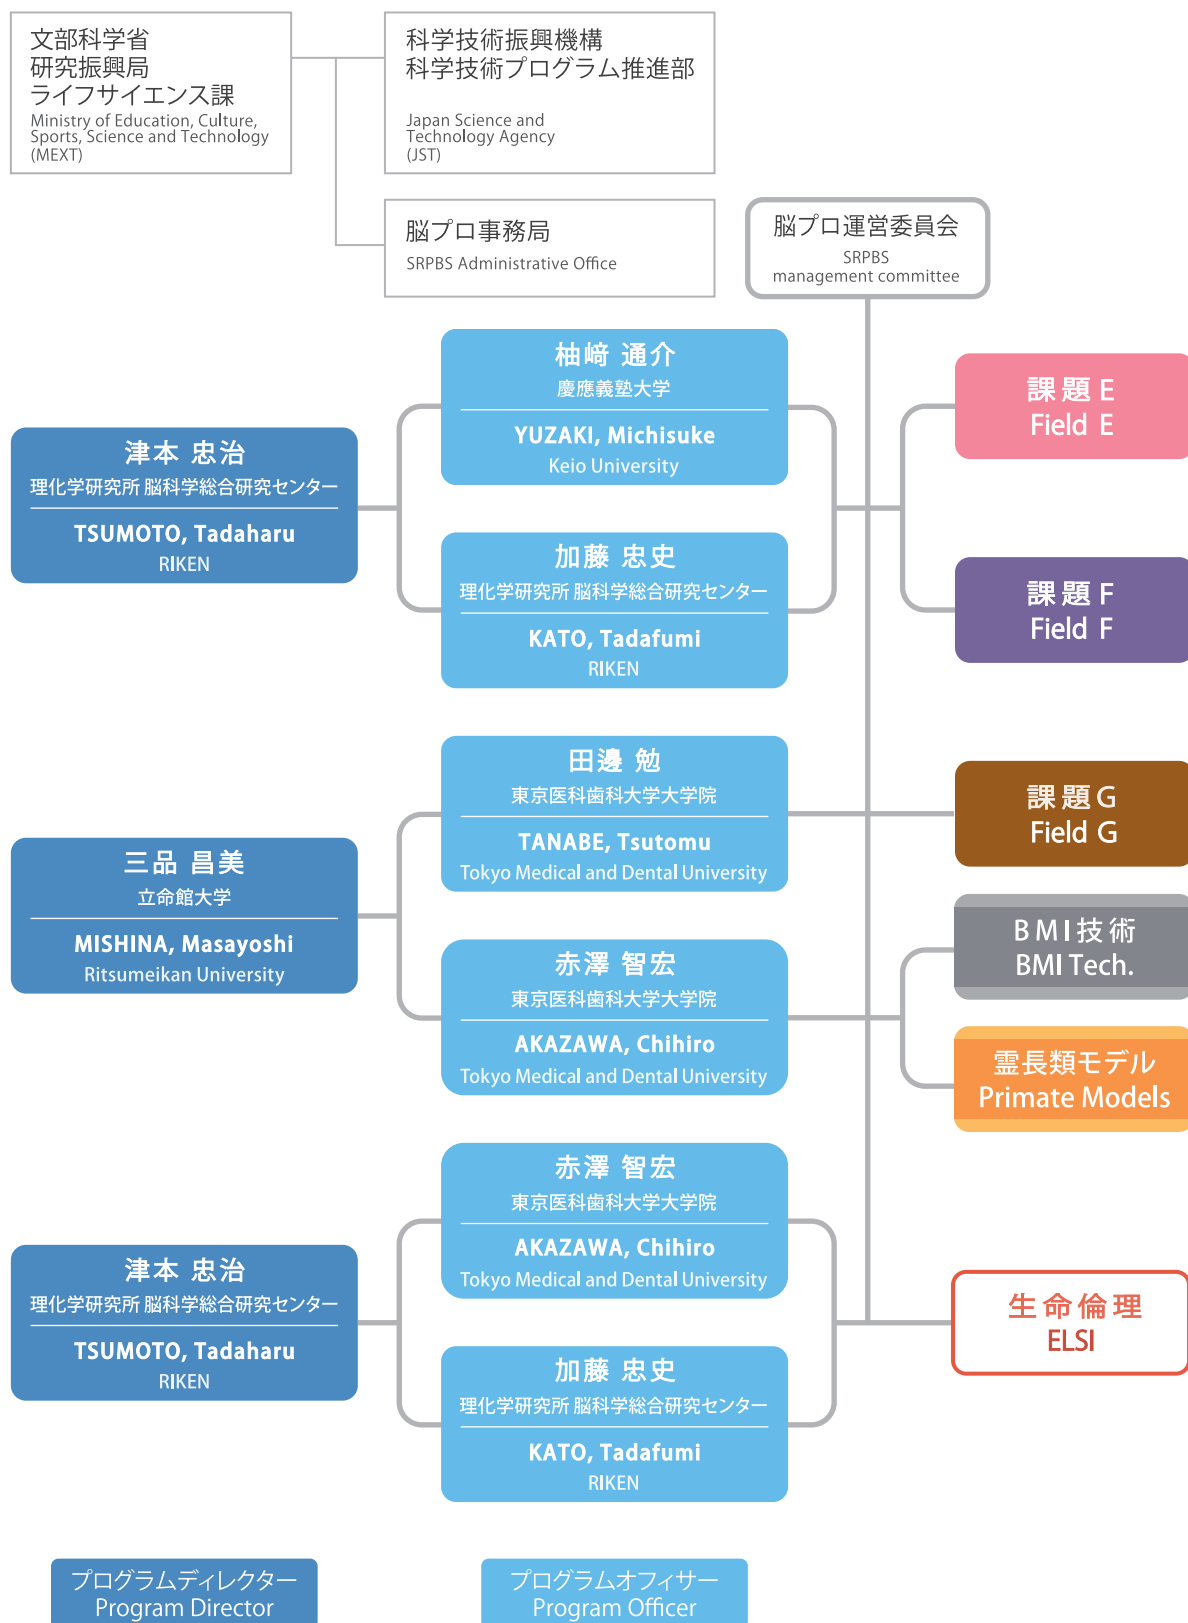 文部科学省
研究振興局
ライフサイエンス課
Ministry of Education, Culture,
Sports, Science and Technology
(MEXT)
科学技術振興機構
科学技術プログラム推進部
Japan Science and
Technology Agency
(JST)
脳プロ事務局
SRPBS Administrative Office
脳プロ運営委員会
SRPBS
management committee
津本 忠治
理化学研究所 脳科学総合研究センター
TSUMOTO, Tadaharu
RIKEN
柚﨑 通介
慶應義塾大学
YUZAKI, Michisuke
Keio University
加藤 忠史
理化学研究所 脳科学総合研究センター
KATO, Tadafumi
RIKEN
課題 E
Field E
課題 F
Field F
三品 昌美
立命館大学
MISHINA, Masayoshi
Ritsumeikan University
田邊 勉
東京医科歯科大学大学院
TANABE, Tsutomu
Tokyo Medical and Dental University
赤澤 智宏
東京医科歯科大学大学院
AKAZAWA, Chihiro
Tokyo Medical and Dental University
課題 G
Field G
BMI技術
BMI Tech.
霊長類モデル
Primate Models
津本 忠治
理化学研究所 脳科学総合研究センター
TSUMOTO, Tadaharu
RIKEN
赤澤 智宏
東京医科歯科大学大学院
AKAZAWA, Chihiro
Tokyo Medical and Dental University
加藤 忠史
理化学研究所 脳科学総合研究センター
KATO, Tadafumi
RIKEN
生命倫理
ELSI
プログラムディレクター
Program Director
プログラムオフィサー
Program Officer